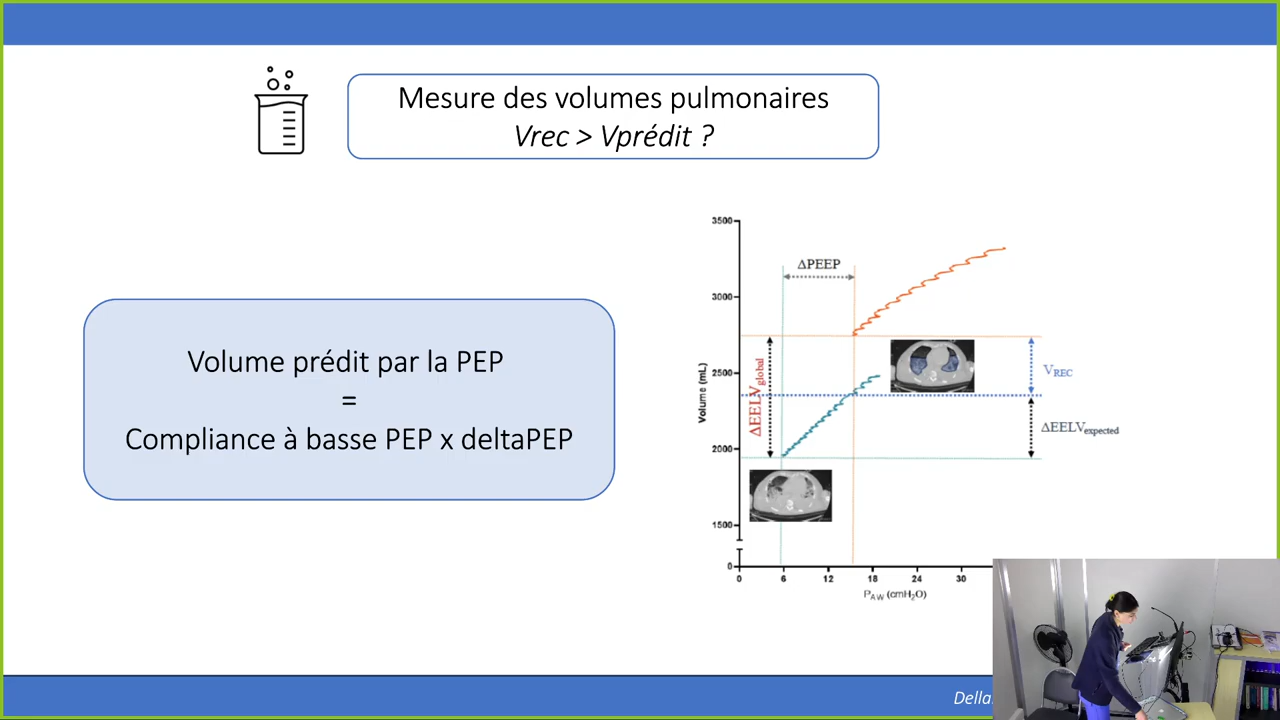 Mesure des volumes pulmonaires
Vrec > Vprédit ?
Volume prédit par la PEP
=
Compliance à basse PEP x deltaPEP
3500
3000
2500
2000
1500
0
Volume (mL)
ΔPEEP
ΔEELVglobal
VREC
ΔEELVexpected
0 6 12 18 24 30
PAW (cmH2O)